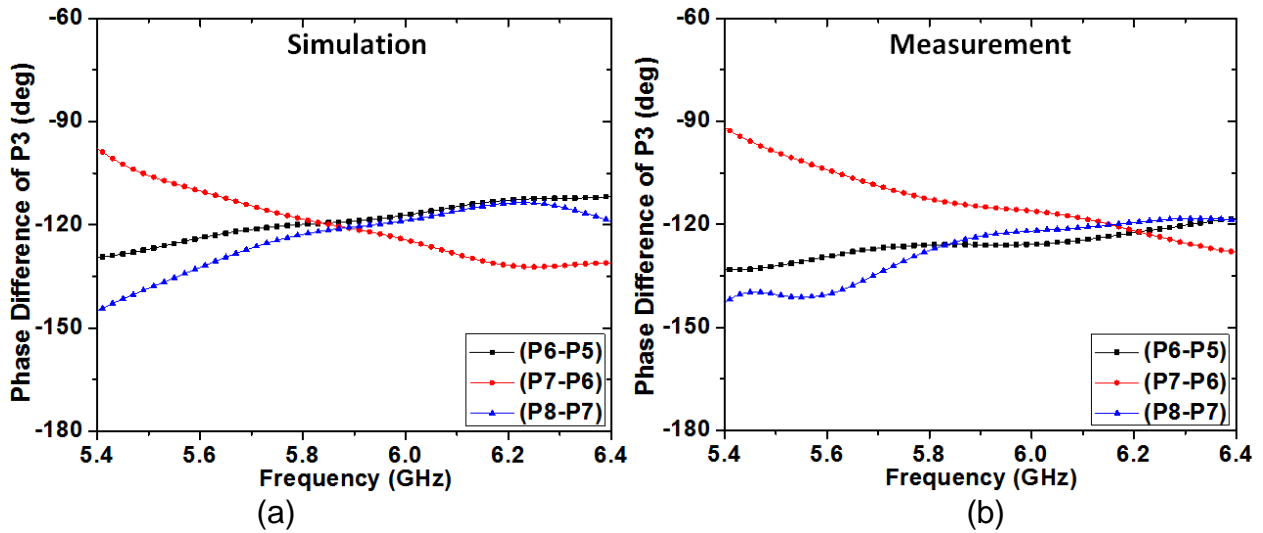 Simulation
Phase Difference of P3 (deg)
-60
-90
-120
-150
-180
(P6-P5)
(P7-P6)
(P8-P7)
5.4 5.6 5.8 6.0 6.2 6.4
Frequency (GHz)
(a)
Measurement
Phase Difference of P3 (deg)
-60
-90
-120
-150
-180
(P6-P5)
(P7-P6)
(P8-P7)
5.4 5.6 5.8 6.0 6.2 6.4
Frequency (GHz)
(b)